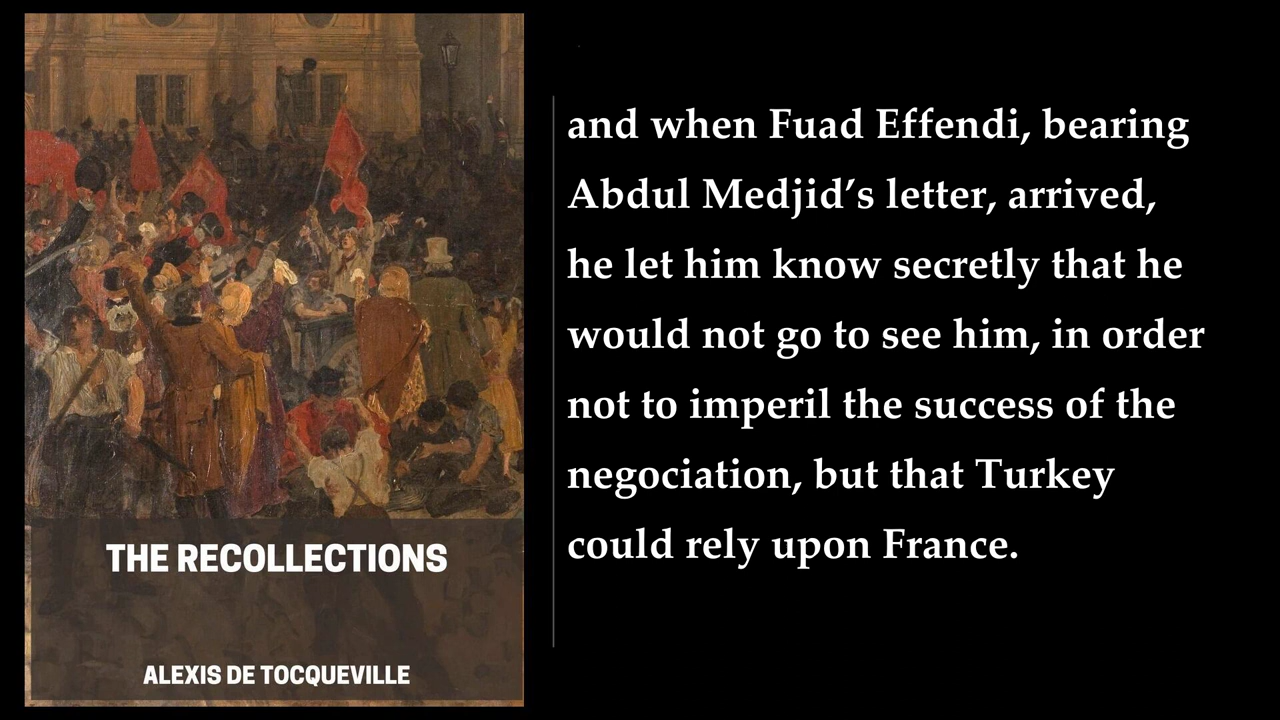 THE RECOLLECTIONS
ALEXIS DE TOCQUEVILLE
and when Fuad Effendi, bearing
Abdul Medjid’s letter, arrived,
he let him know secretly that he
would not go to see him, in order
not to imperil the success of the
negociation, but that Turkey
could rely upon France.